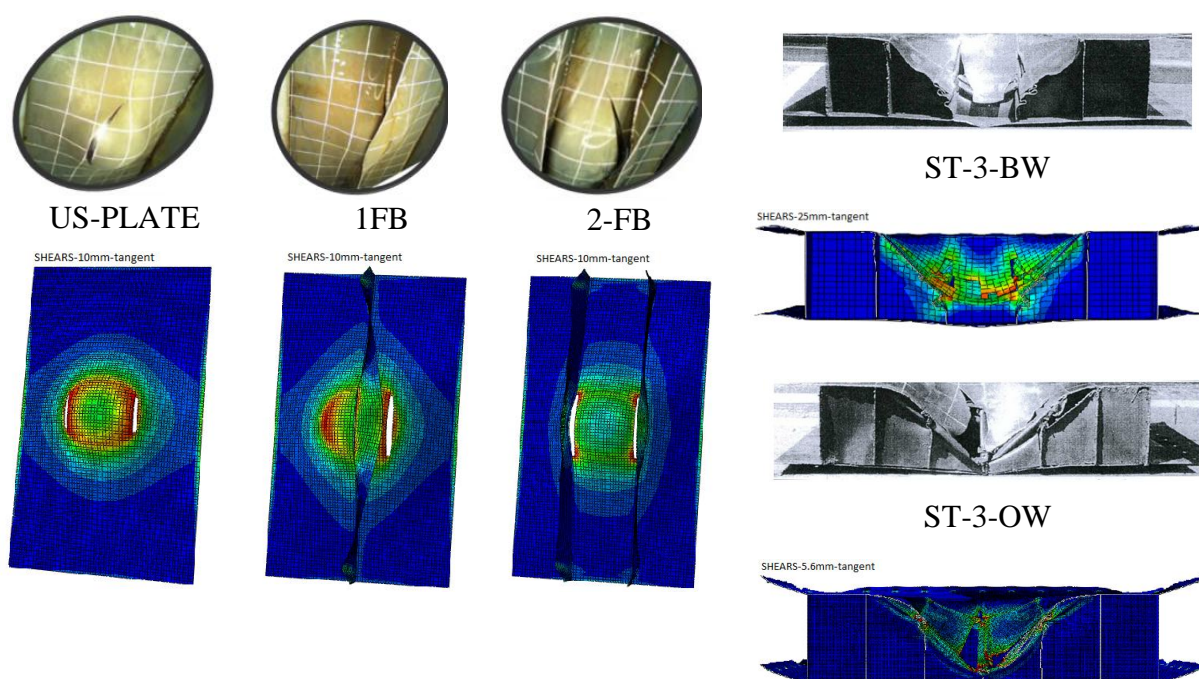 US-PLATE
1FB
2-FB
SHEARS-10mm-tangent
SHEARS-10mm-tangent
SHEARS-10mm-tangent
ST-3-BW
SHEARS-25mm-tangent
ST-3-OW
SHEARS-5.6mm-tangent